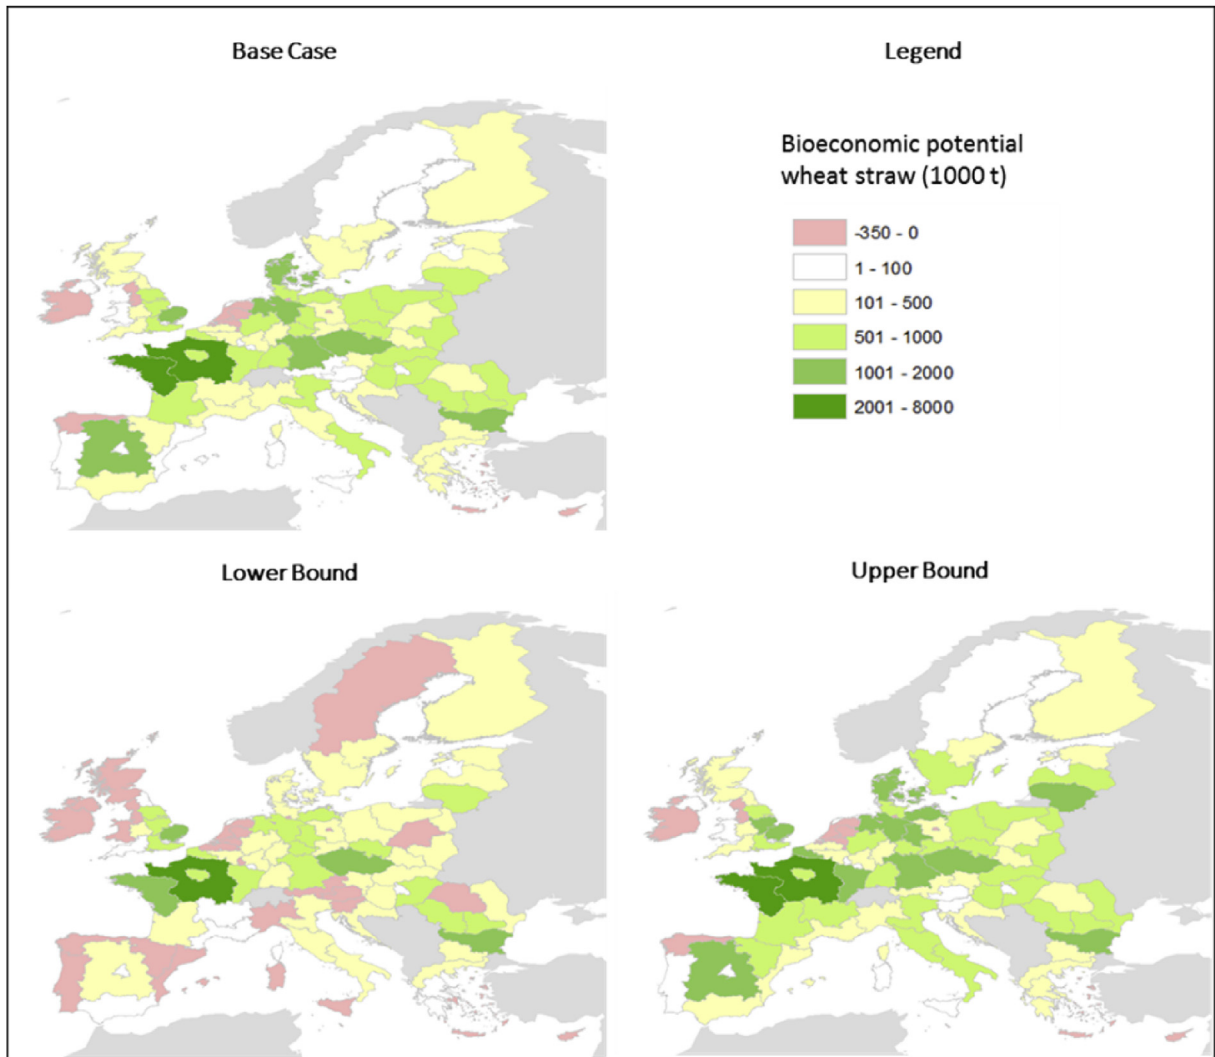 Base Case
Legend
Bioeconomic potential
wheat straw (1000 t)
-350 - 0
1 - 100
101 - 500
501 - 1000
1001 - 2000
2001 - 8000
Lower Bound
Upper Bound